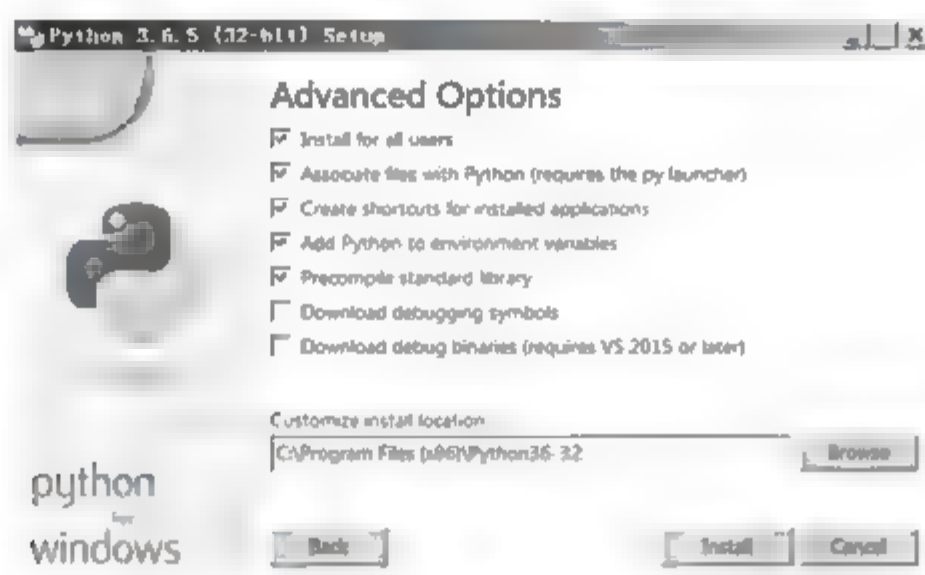 Python 3.6.5 (32-bit) Setup
Advanced Options
Install for all users
Associate files with Python (requires the py launcher)
Create shortcuts for installed applications
Add Python to environment variables
Precompile standard library
Download debugging symbols
Download debug binaries (requires VS 2015 or later)
Customize install location
C:\Program Files (x86)\Python36-32
Browse
python
for
windows
Back
Install
Cancel